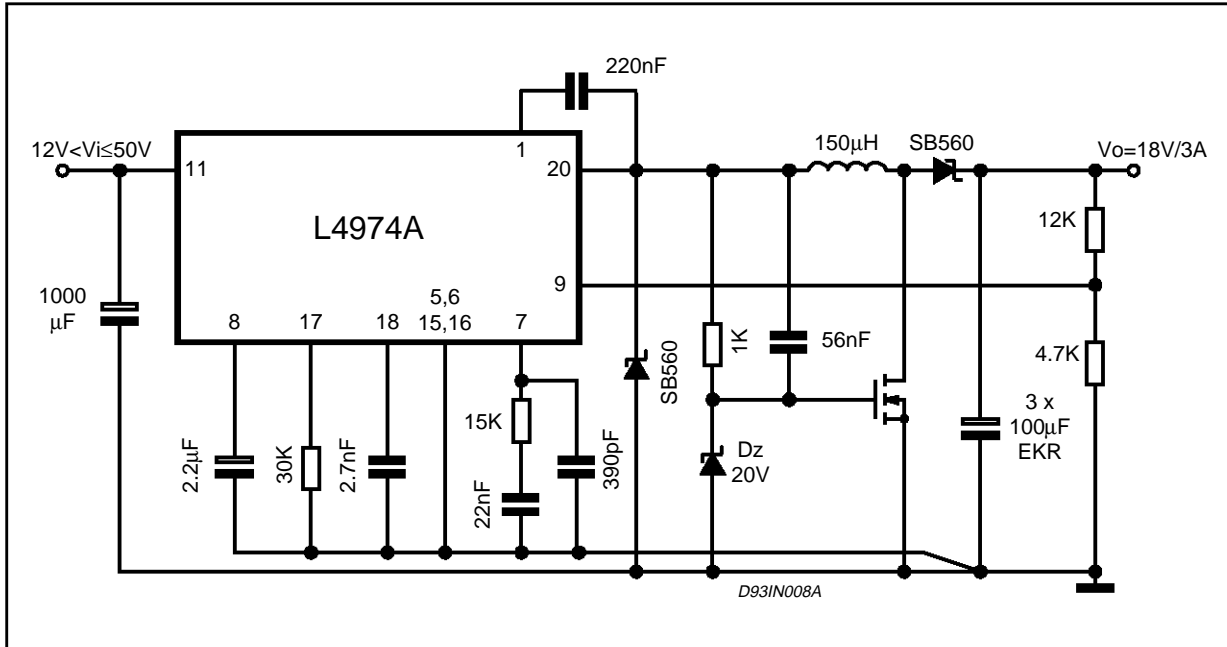 220nF
12V<Vi≤50V
11
1
20
150µH
SB560
Vo=18V/3A
L4974A
12K
9
1000
µF
5,6
8
17
18
15,16
7
1K
56nF
SB560
4.7K
15K
3 x
100µF
EKR
2.2µF
30K
2.7nF
22nF
390pF
Dz
20V
D93IN008A